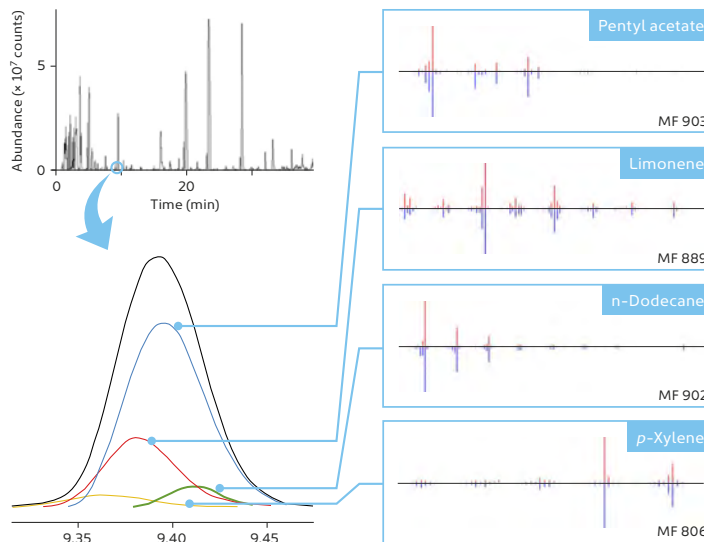 Abundance (× 10⁷ counts)
5
0
0
20
Time (min)
9.35
9.40
9.45
Pentyl acetate
MF 903
Limonene
MF 889
n-Dodecane
MF 902
p-Xylene
MF 806